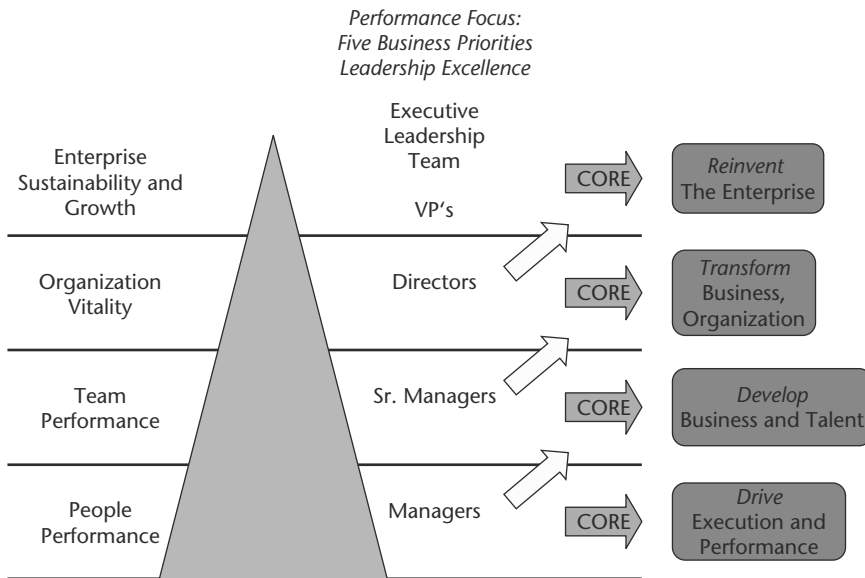 Performance Focus:
Five Business Priorities
Leadership Excellence
Enterprise
Sustainability and
Growth
Executive
Leadership
Team
VP‘s
CORE
Reinvent
The Enterprise
Organization
Vitality
Directors
CORE
Transform
Business,
Organization
Team
Performance
Sr. Managers
CORE
Develop
Business and Talent
People
Performance
Managers
CORE
Drive
Execution and
Performance